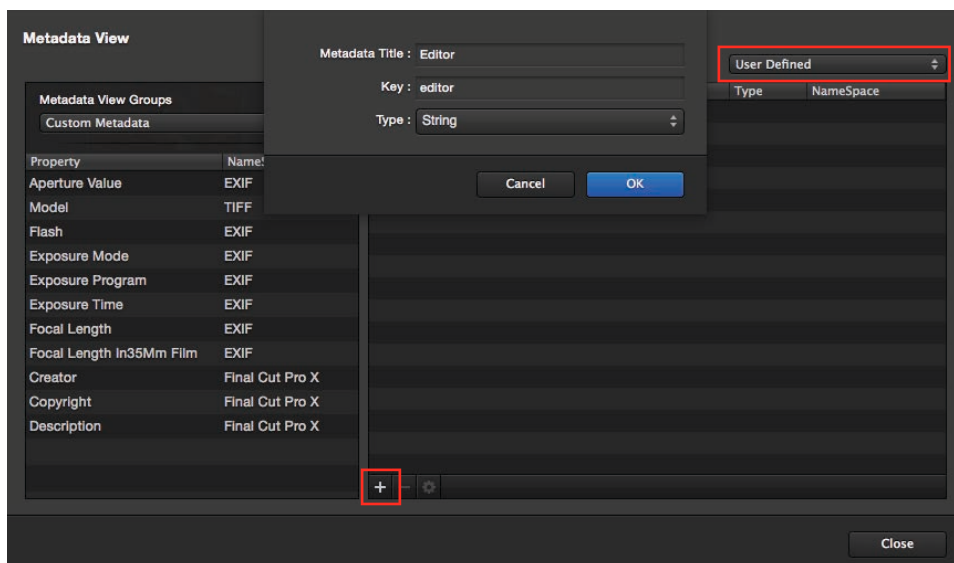 Metadata View
Metadata Title : Editor
Key : editor
Type : String
Cancel OK
User Defined
Type NameSpace
Metadata View Groups
Custom Metadata
Property NameS
Aperture Value EXIF
Model TIFF
Flash EXIF
Exposure Mode EXIF
Exposure Program EXIF
Exposure Time EXIF
Focal Length EXIF
Focal Length In35Mm Film EXIF
Creator Final Cut Pro X
Copyright Final Cut Pro X
Description Final Cut Pro X
+ −
Close